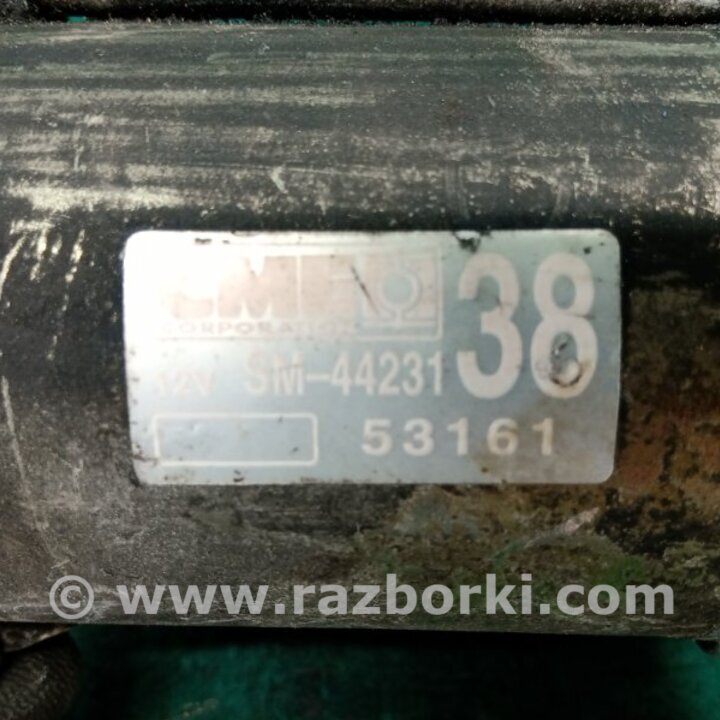 CORPORATION
38
12V SM-44231
53161
© www.razborki.com